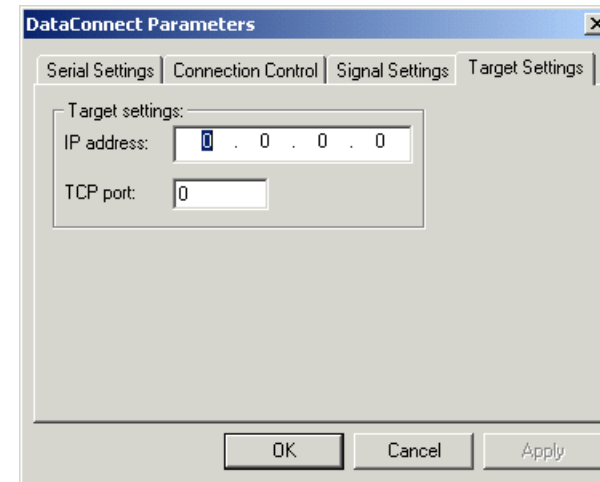 DataConnect Parameters
Serial Settings Connection Control Signal Settings Target Settings
Target settings:
IP address: 0 . 0 . 0 . 0
TCP port: 0
OK Cancel Apply